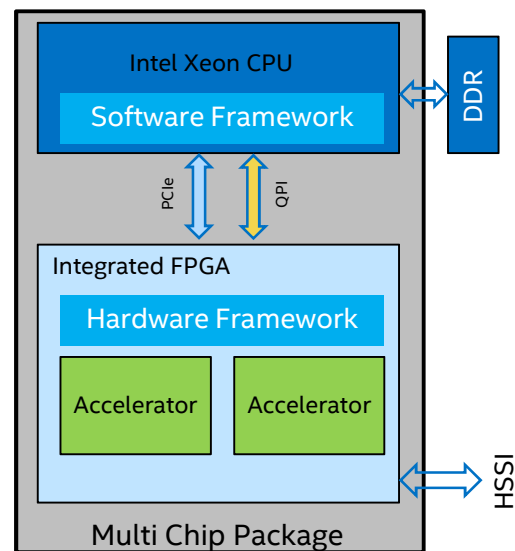 Intel Xeon CPU
Software Framework
DDR
PCIe
QPI
Integrated FPGA
Hardware Framework
Accelerator
Accelerator
HSSI
Multi Chip Package